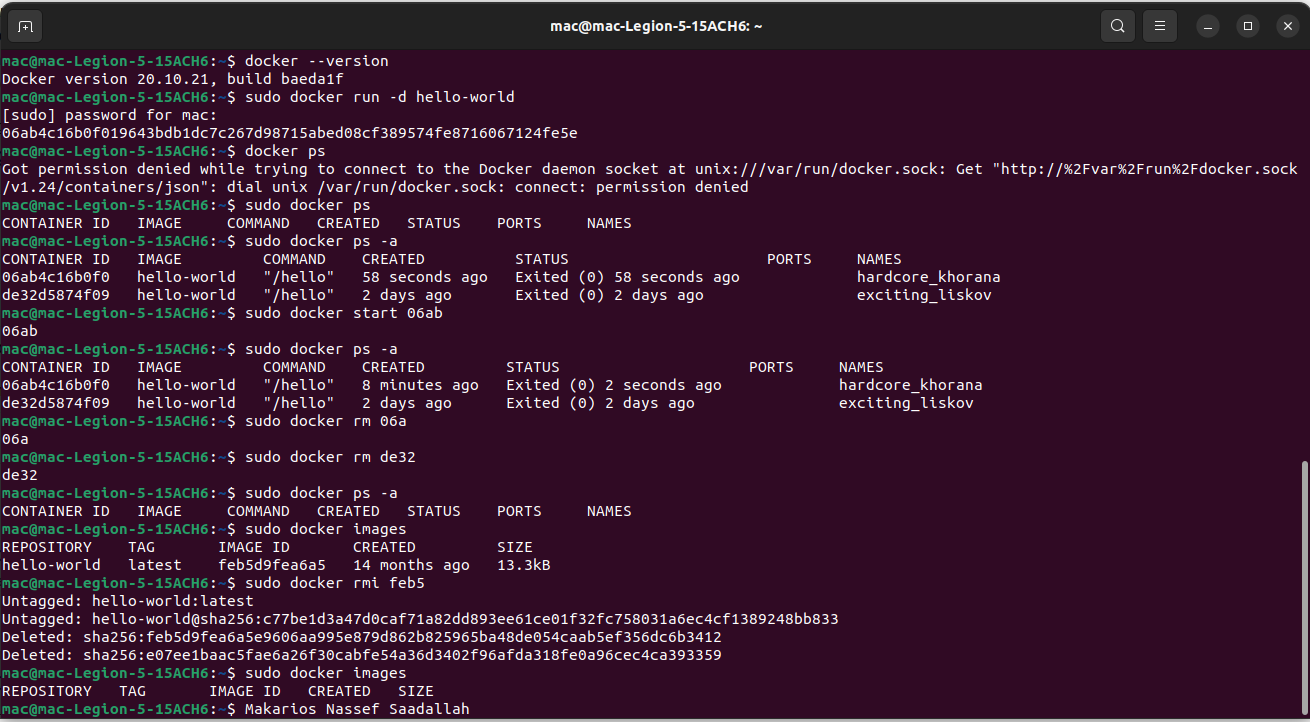 mac@mac-Legion-5-15ACH6: ~
mac@mac-Legion-5-15ACH6:~$ docker --version
Docker version 20.10.21, build baeda1f
mac@mac-Legion-5-15ACH6:~$ sudo docker run -d hello-world
[sudo] password for mac:
06ab4c16b0f019643bdb1dc7c267d98715abed08cf389574fe8716067124fe5e
mac@mac-Legion-5-15ACH6:~$ docker ps
Got permission denied while trying to connect to the Docker daemon socket at unix:///var/run/docker.sock: Get "http://%2Fvar%2Frun%2Fdocker.sock
/v1.24/containers/json": dial unix /var/run/docker.sock: connect: permission denied
mac@mac-Legion-5-15ACH6:~$ sudo docker ps
CONTAINER ID   IMAGE     COMMAND   CREATED   STATUS    PORTS     NAMES
mac@mac-Legion-5-15ACH6:~$ sudo docker ps -a
CONTAINER ID   IMAGE         COMMAND    CREATED          STATUS                      PORTS     NAMES
06ab4c16b0f0   hello-world   "/hello"   58 seconds ago   Exited (0) 58 seconds ago             hardcore_khorana
de32d5874f09   hello-world   "/hello"   2 days ago       Exited (0) 2 days ago                 exciting_liskov
mac@mac-Legion-5-15ACH6:~$ sudo docker start 06ab
06ab
mac@mac-Legion-5-15ACH6:~$ sudo docker ps -a
CONTAINER ID   IMAGE         COMMAND    CREATED         STATUS                     PORTS     NAMES
06ab4c16b0f0   hello-world   "/hello"   8 minutes ago   Exited (0) 2 seconds ago             hardcore_khorana
de32d5874f09   hello-world   "/hello"   2 days ago      Exited (0) 2 days ago                exciting_liskov
mac@mac-Legion-5-15ACH6:~$ sudo docker rm 06a
06a
mac@mac-Legion-5-15ACH6:~$ sudo docker rm de32
de32
mac@mac-Legion-5-15ACH6:~$ sudo docker ps -a
CONTAINER ID   IMAGE     COMMAND   CREATED   STATUS    PORTS     NAMES
mac@mac-Legion-5-15ACH6:~$ sudo docker images
REPOSITORY    TAG       IMAGE ID       CREATED         SIZE
hello-world   latest    feb5d9fea6a5   14 months ago   13.3kB
mac@mac-Legion-5-15ACH6:~$ sudo docker rmi feb5
Untagged: hello-world:latest
Untagged: hello-world@sha256:c77be1d3a47d0caf71a82dd893ee61ce01f32fc758031a6ec4cf1389248bb833
Deleted: sha256:feb5d9fea6a5e9606aa995e879d862b825965ba48de054caab5ef356dc6b3412
Deleted: sha256:e07ee1baac5fae6a26f30cabfe54a36d3402f96afda318fe0a96cec4ca393359
mac@mac-Legion-5-15ACH6:~$ sudo docker images
REPOSITORY   TAG       IMAGE ID   CREATED   SIZE
mac@mac-Legion-5-15ACH6:~$ Makarios Nassef Saadallah